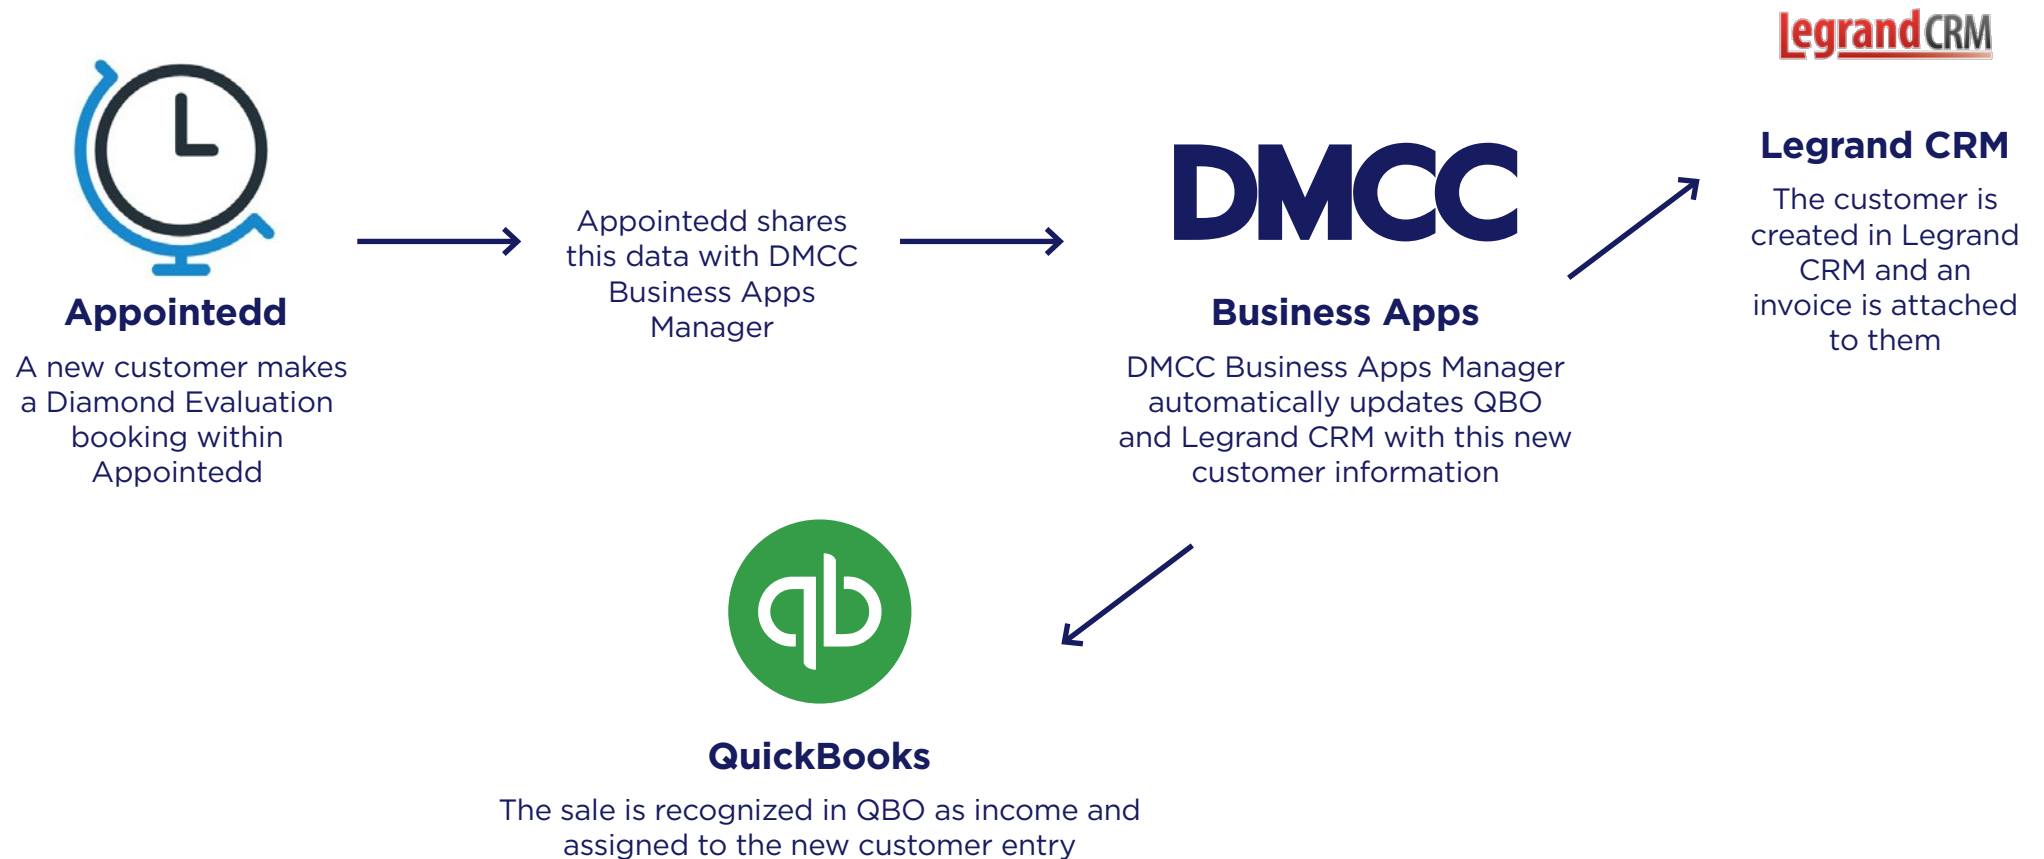 Appointedd
A new customer makes
a Diamond Evaluation
booking within
Appointedd
Appointedd shares
this data with DMCC
Business Apps
Manager
DMCC
Business Apps
DMCC Business Apps Manager
automatically updates QBO
and Legrand CRM with this new
customer information
LegrandCRM
Legrand CRM
The customer is
created in Legrand
CRM and an
invoice is attached
to them
qb
QuickBooks
The sale is recognized in QBO as income and
assigned to the new customer entry